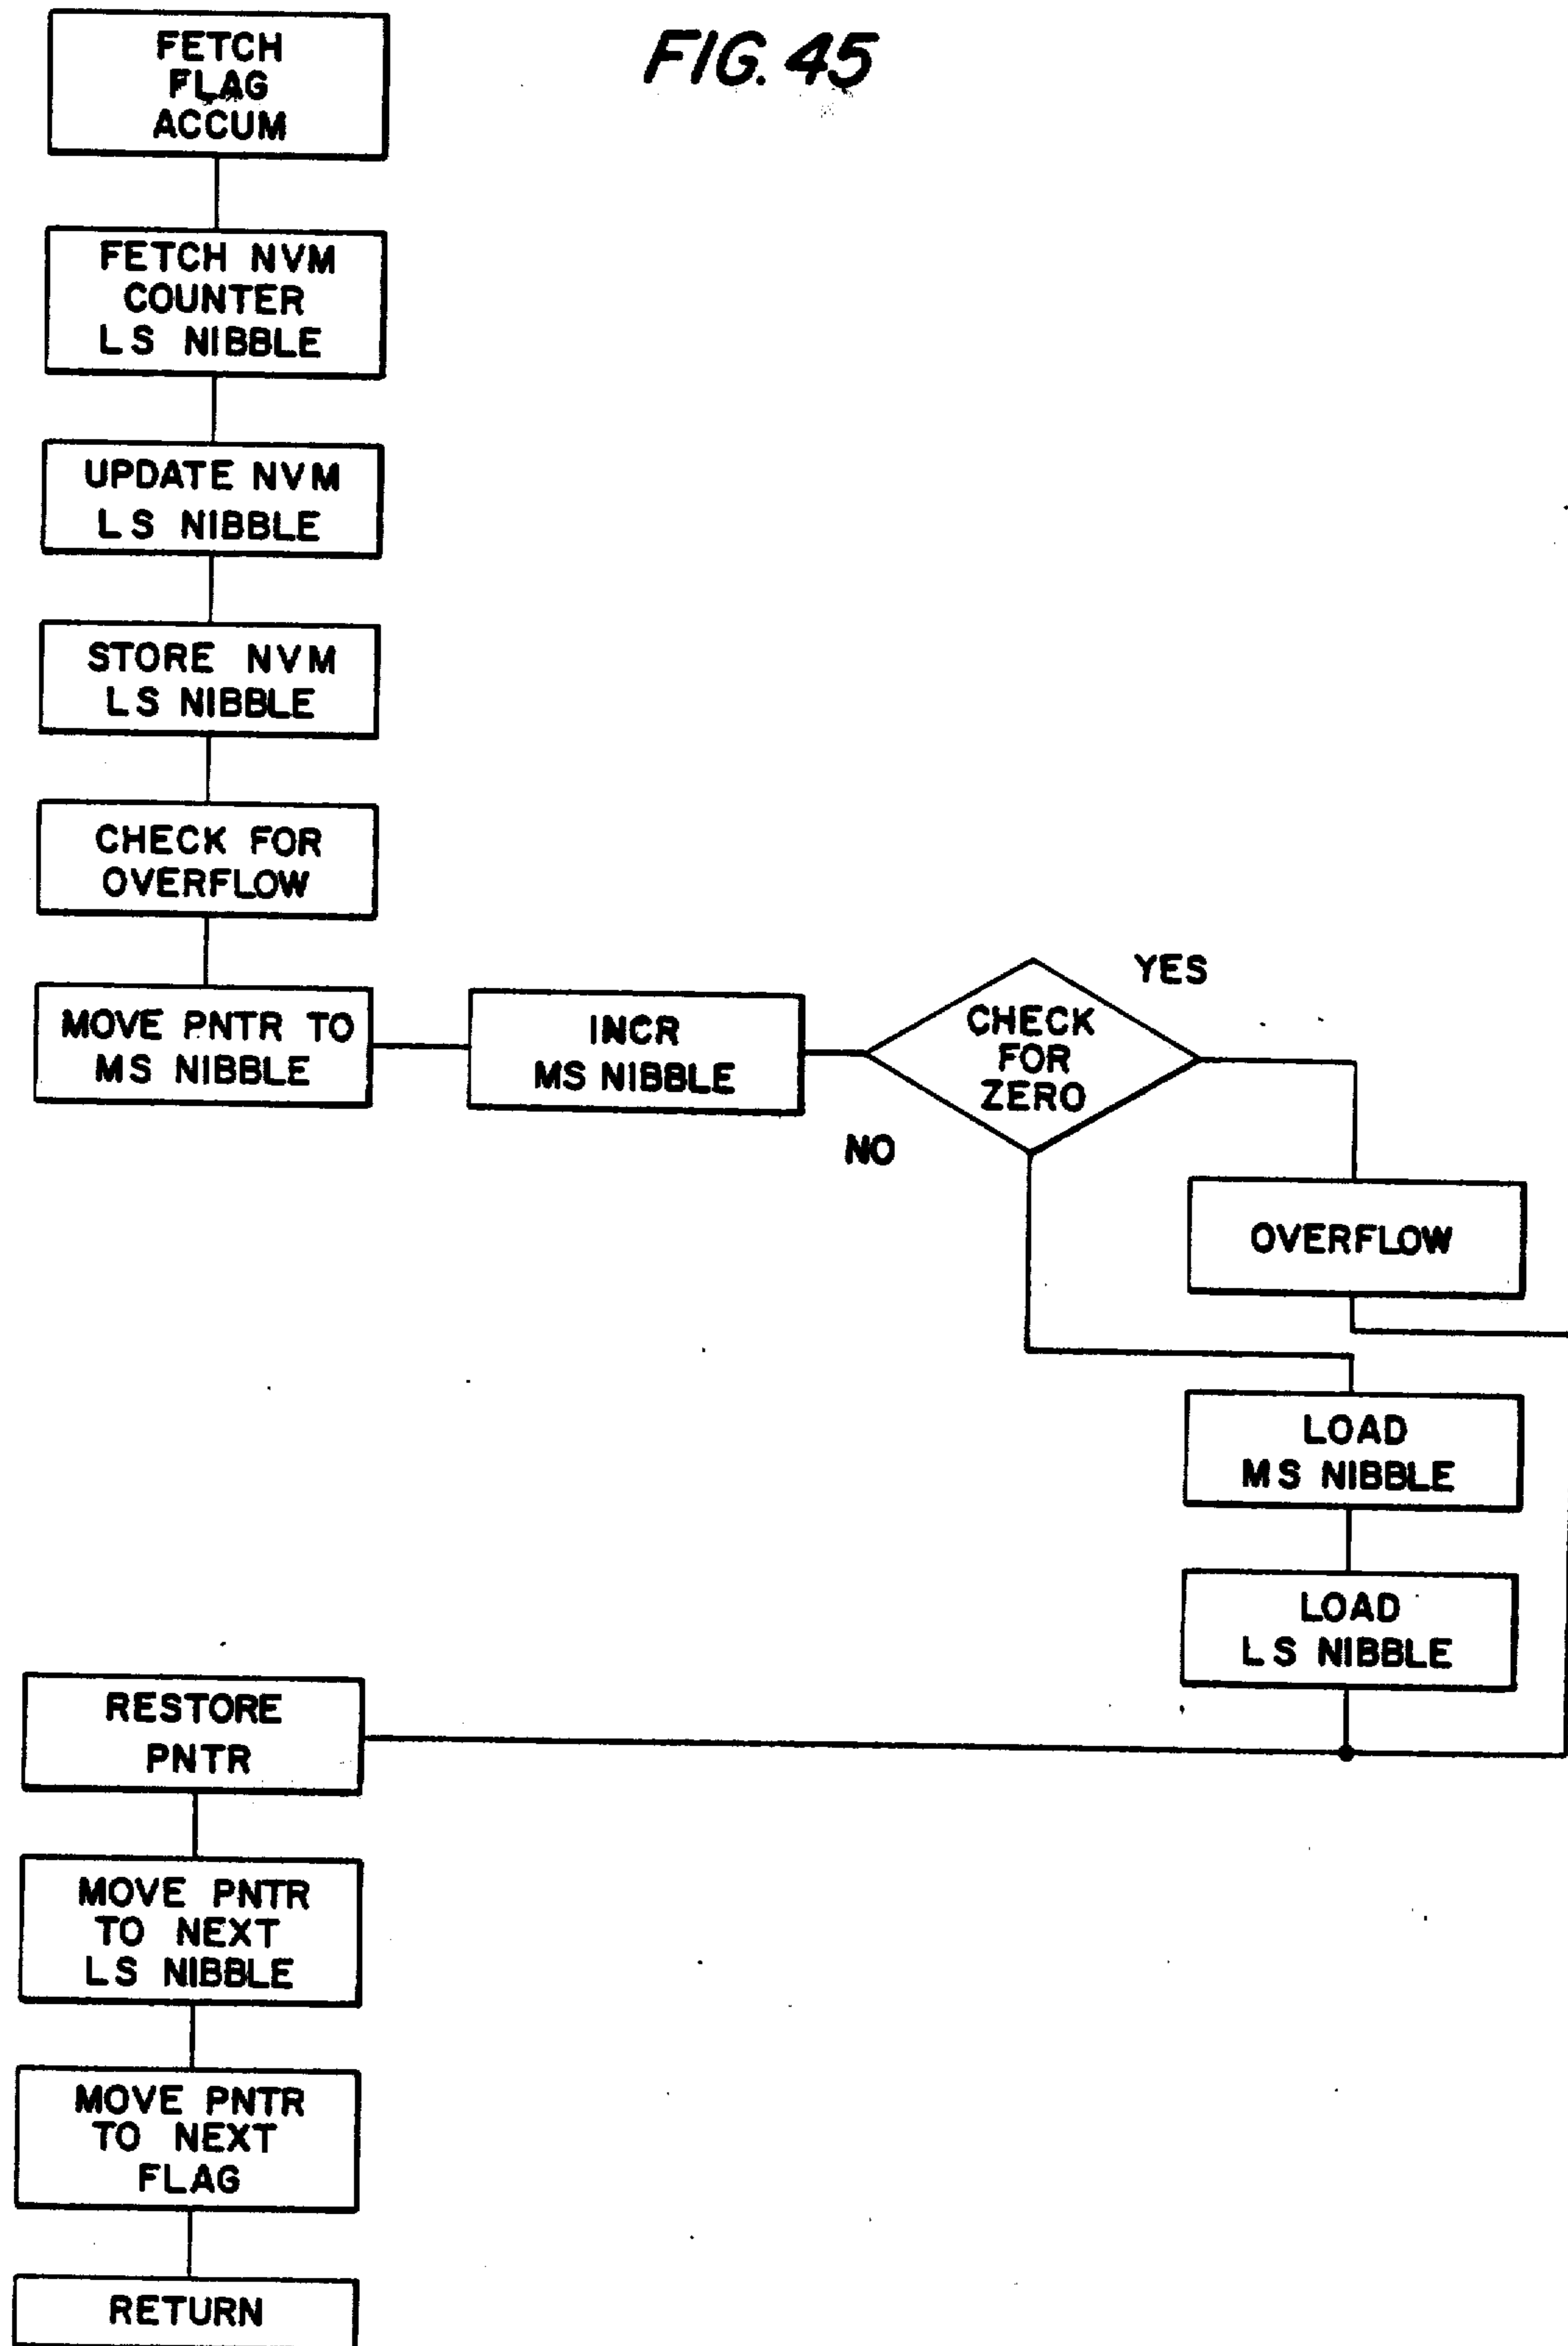 FIG. 45
FETCH
FLAG
ACCUM
FETCH NVM
COUNTER
LS NIBBLE
UPDATE NVM
LS NIBBLE
STORE NVM
LS NIBBLE
CHECK FOR
OVERFLOW
MOVE PNTR TO
MS NIBBLE
INCR
MS NIBBLE
CHECK
FOR
ZERO
YES
NO
OVERFLOW
LOAD
MS NIBBLE
LOAD
LS NIBBLE
RESTORE
PNTR
MOVE PNTR
TO NEXT
LS NIBBLE
MOVE PNTR
TO NEXT
FLAG
RETURN